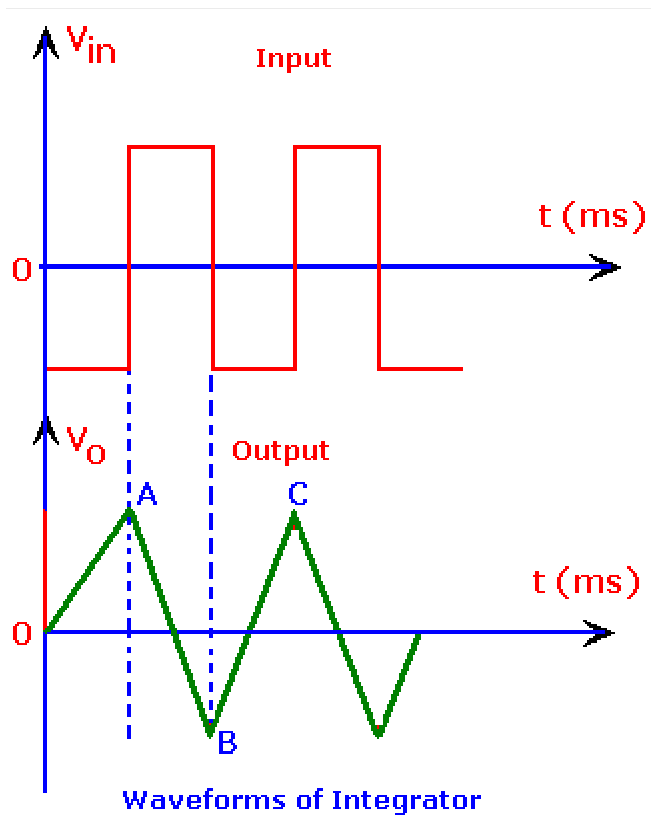 Vin
Input
t (ms)
0
Vo
Output
A
C
t (ms)
0
B
Waveforms of Integrator